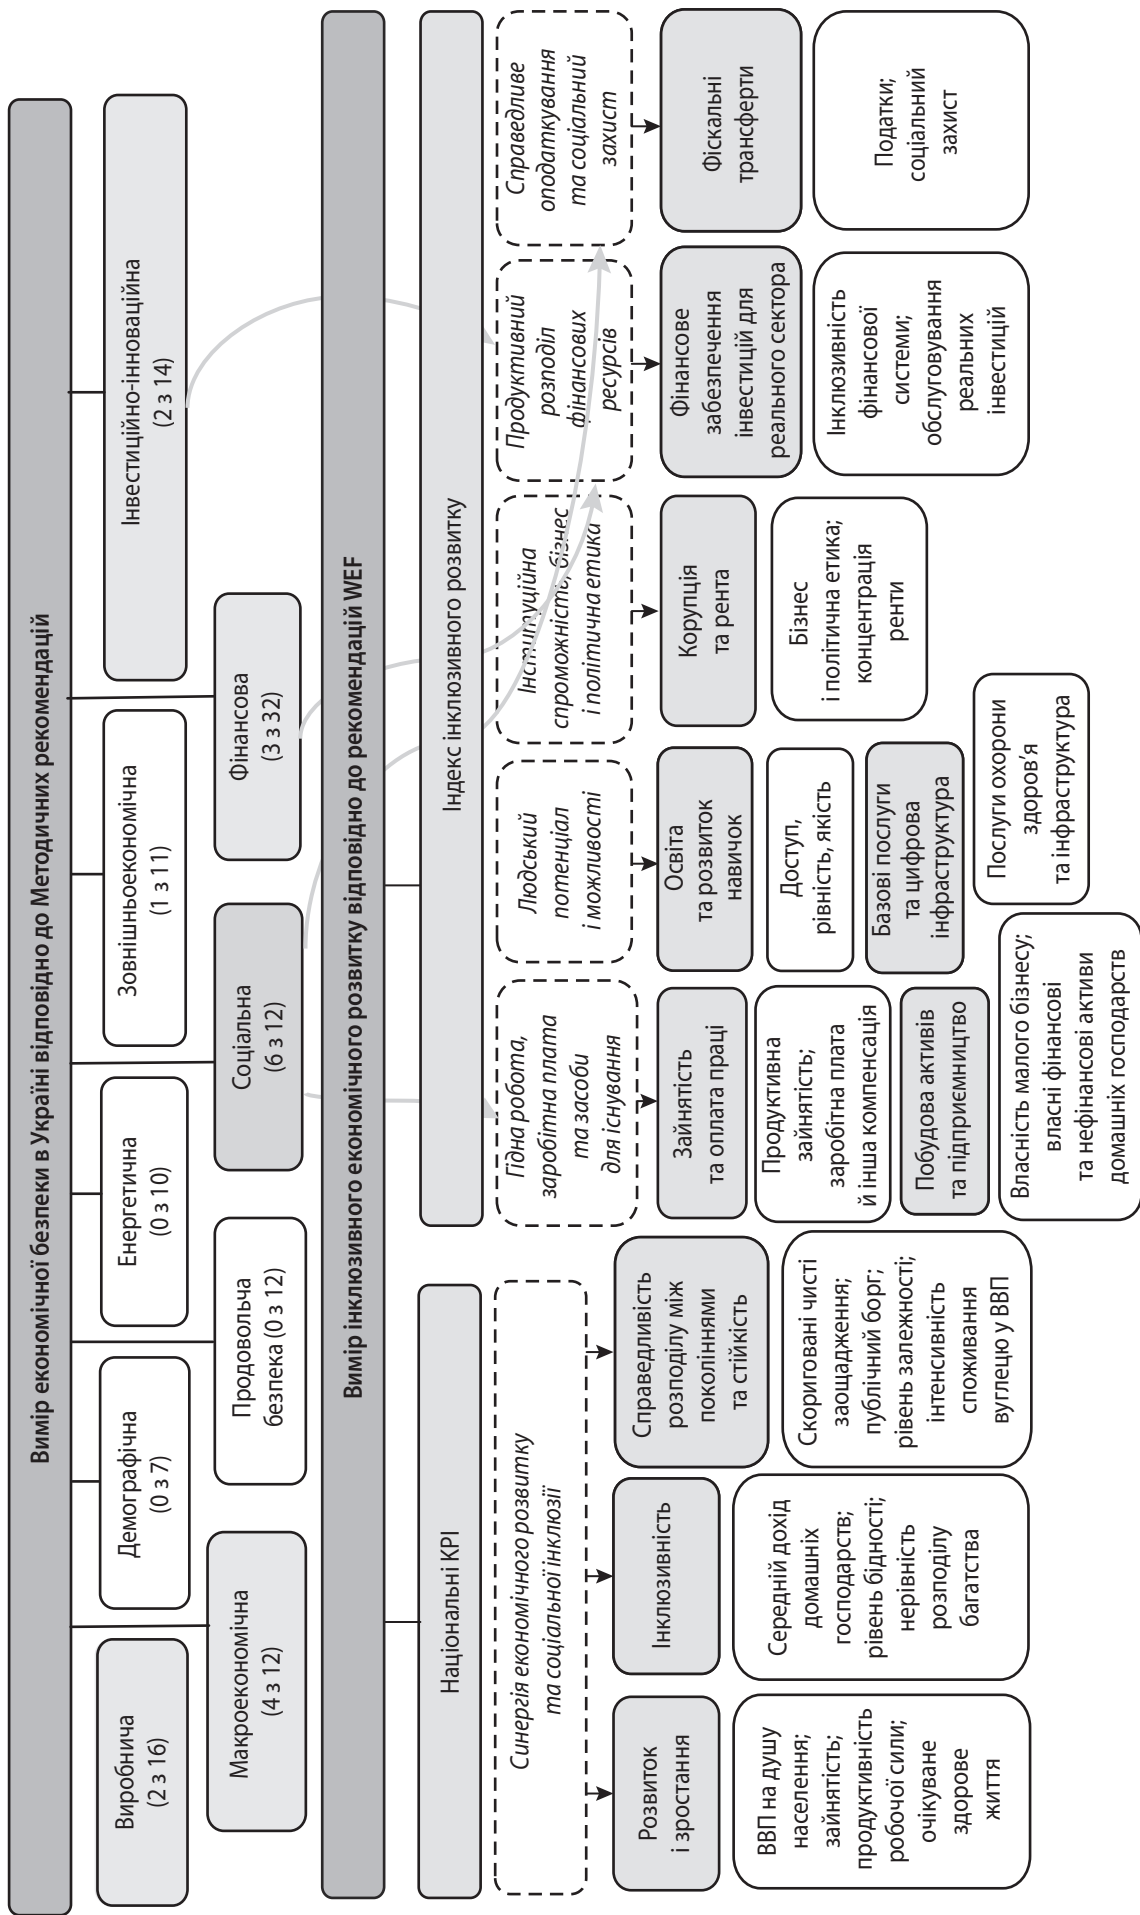 Вимір економічної безпеки в Україні відповідно до Методичних рекомендацій
Виробнича
(2 з 16)
Демографічна
(0 з 7)
Енергетична
(0 з 10)
Зовнішньоекономічна
(1 з 11)
Інвестиційно-інноваційна
(2 з 14)
Макроекономічна
(4 з 12)
Продовольча
безпека (0 з 12)
Соціальна
(6 з 12)
Фінансова
(3 з 32)
Вимір інклюзивного економічного розвитку відповідно до рекомендацій WEF
Національні KPI
Індекс інклюзивного розвитку
Синергія економічного розвитку
та соціальної інклюзії
Гідна робота,
заробітна плата
та засоби
для існування
Людський
потенціал
і можливості
Інституційна
спроможність, бізнес
і політична етика
Продуктивний
розподіл
фінансових
ресурсів
Справедливе
оподаткування
та соціальний
захист
Розвиток
і зростання
Інклюзивність
Справедливість
розподілу між
поколіннями
та стійкість
Зайнятість
та оплата праці
Освіта
та розвиток
навичок
Корупція
та рента
Фінансове
забезпечення
інвестицій для
реального сектора
Фіскальні
трансферти
ВВП на душу
населення;
зайнятість;
продуктивність
робочої сили;
очікуване
здорове
життя
Середній дохід
домашніх
господарств;
рівень бідності;
нерівність
розподілу
багатства
Скориговані чисті
заощадження;
публічний борг;
рівень залежності;
інтенсивність
споживання
вуглецю у ВВП
Продуктивна
зайнятість;
заробітна плата
й інша компенсація
Доступ,
рівність, якість
Бізнес
і політична етика;
концентрація
ренти
Інклюзивність
фінансової
системи;
обслуговування
реальних
інвестицій
Податки;
соціальний
захист
Побудова активів
та підприємництво
Базові послуги
та цифрова
інфраструктура
Власність малого бізнесу;
власні фінансові
та нефінансові активи
домашніх господарств
Послуги охорони
здоров'я
та інфраструктура